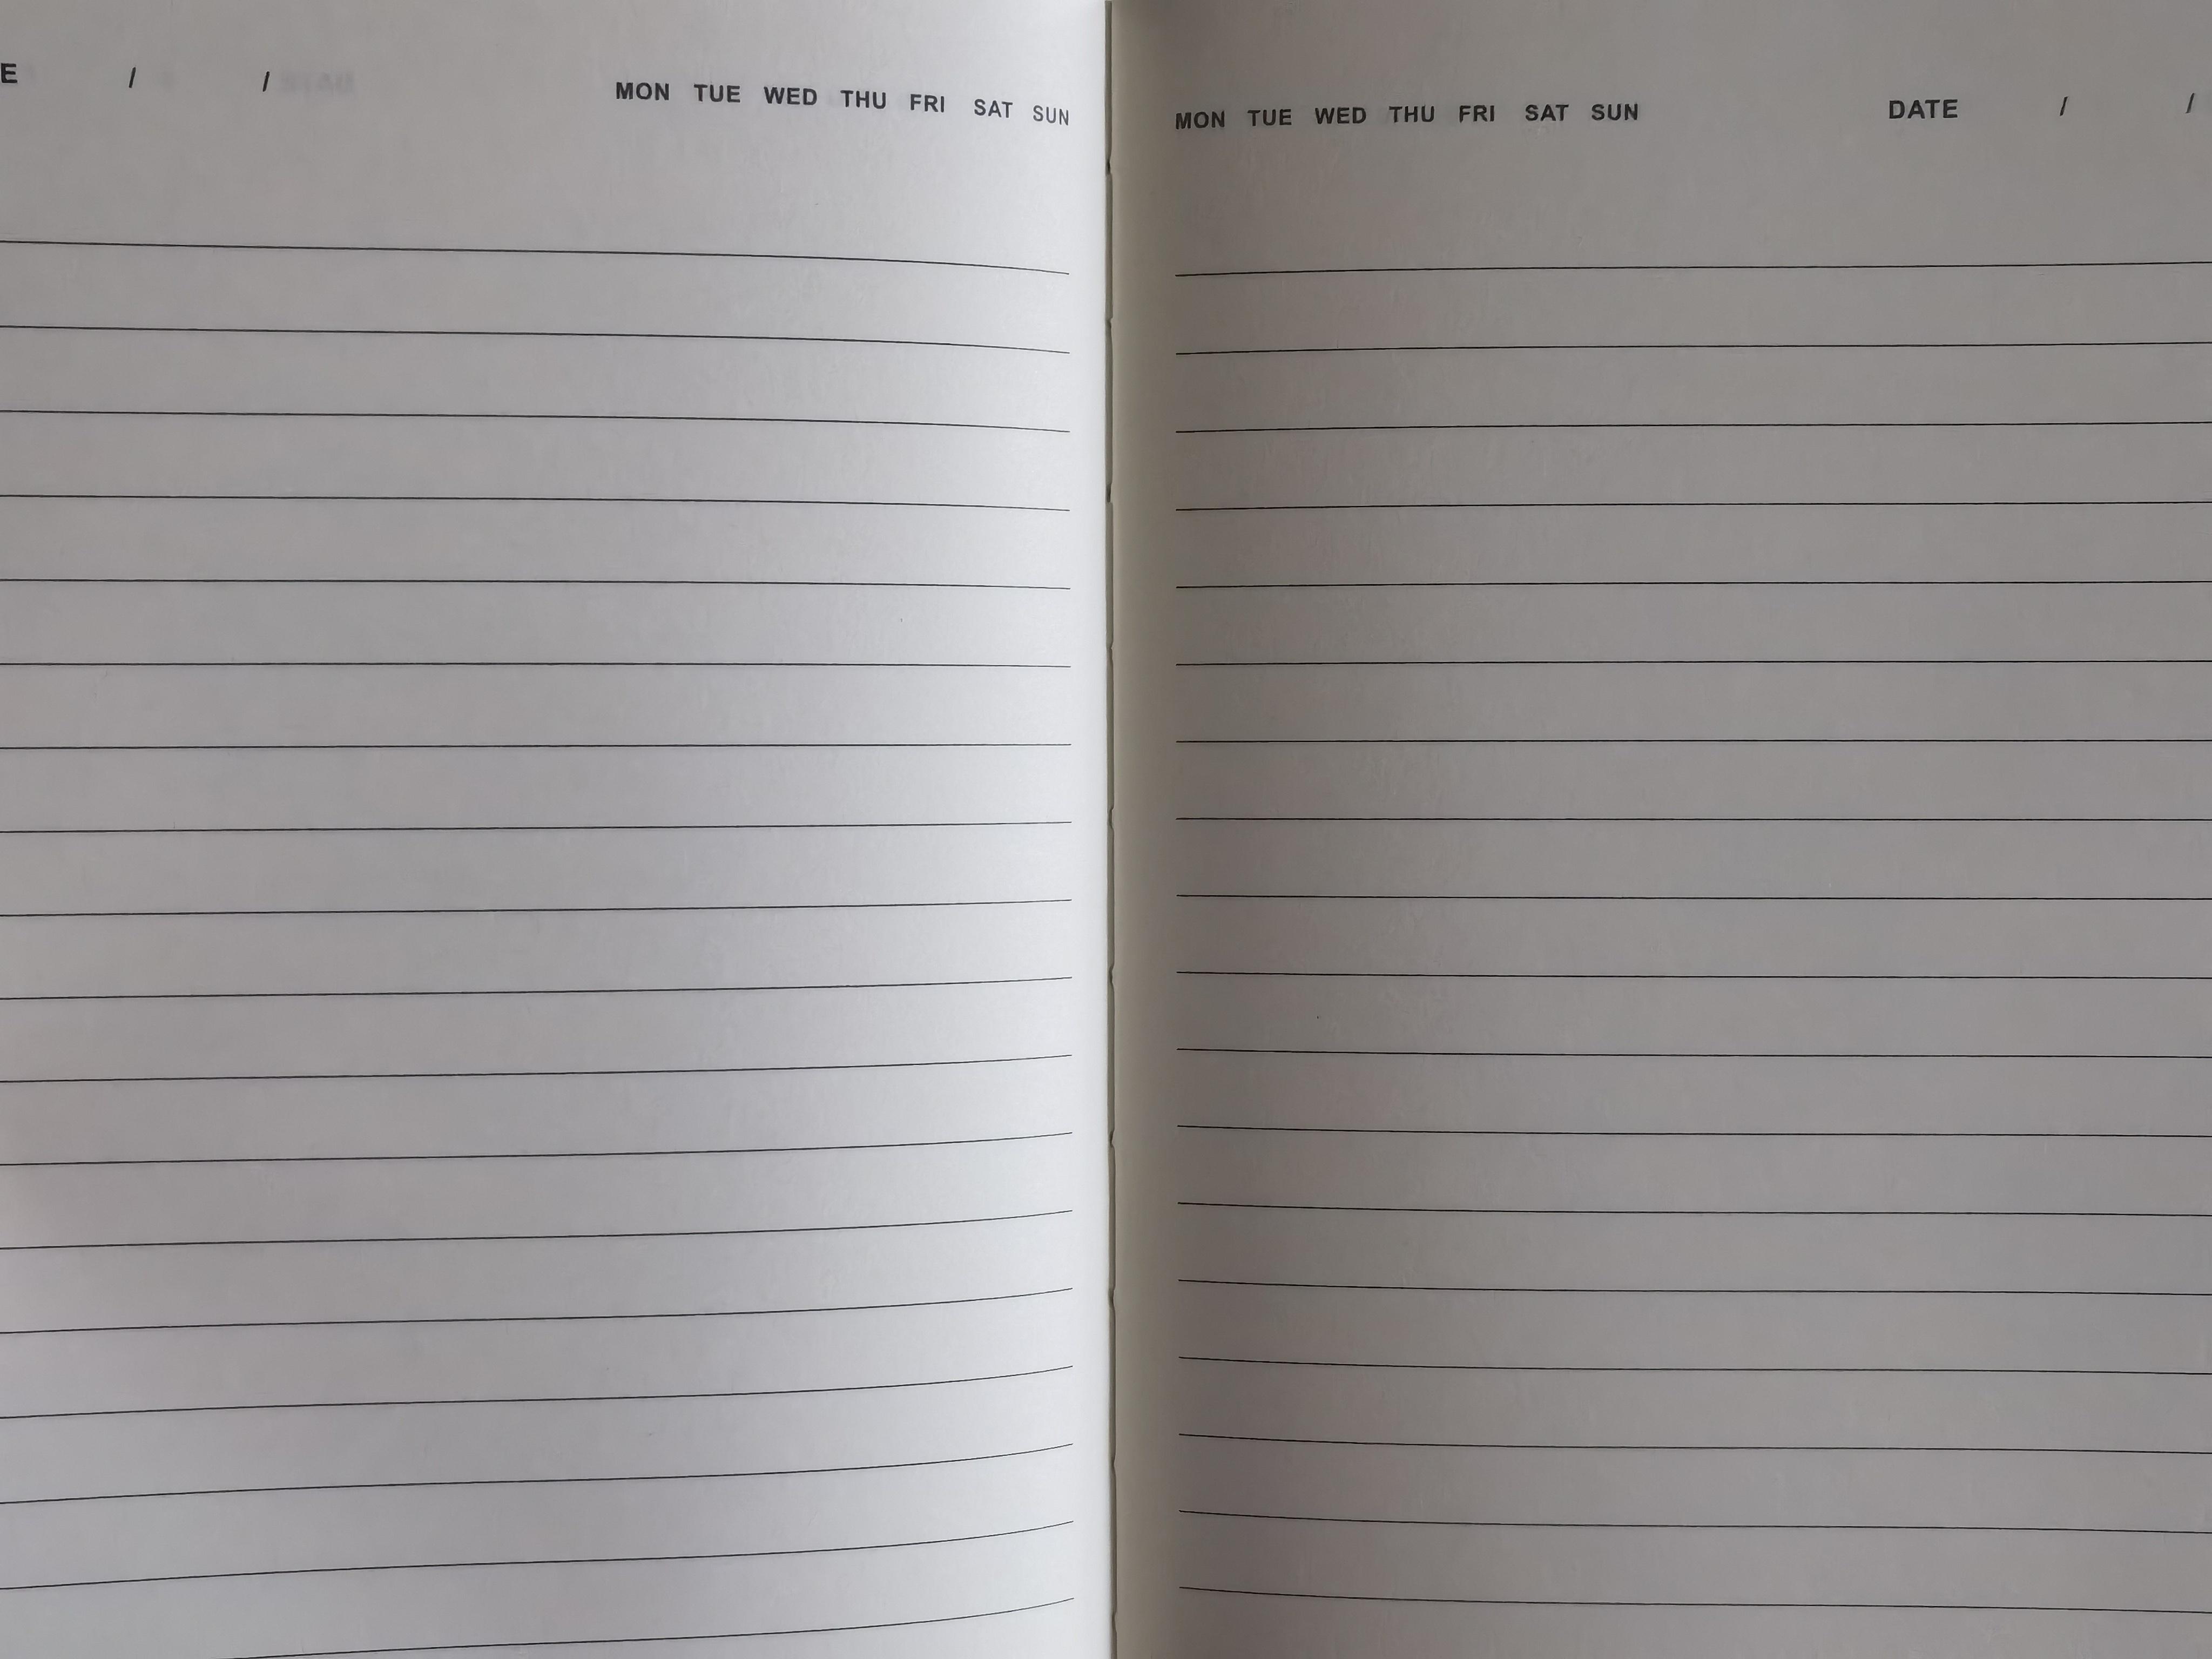 E / / MON TUE WED THU FRI SAT SUN
MON TUE WED THU FRI SAT SUN DATE / /